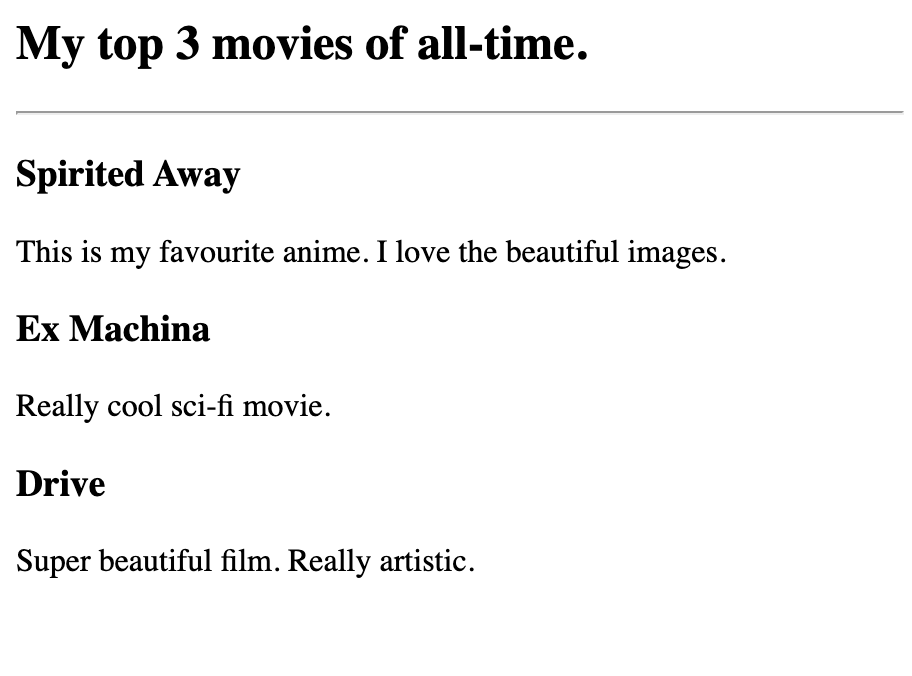 My top 3 movies of all-time.
Spirited Away
This is my favourite anime. I love the beautiful images.
Ex Machina
Really cool sci-fi movie.
Drive
Super beautiful film. Really artistic.